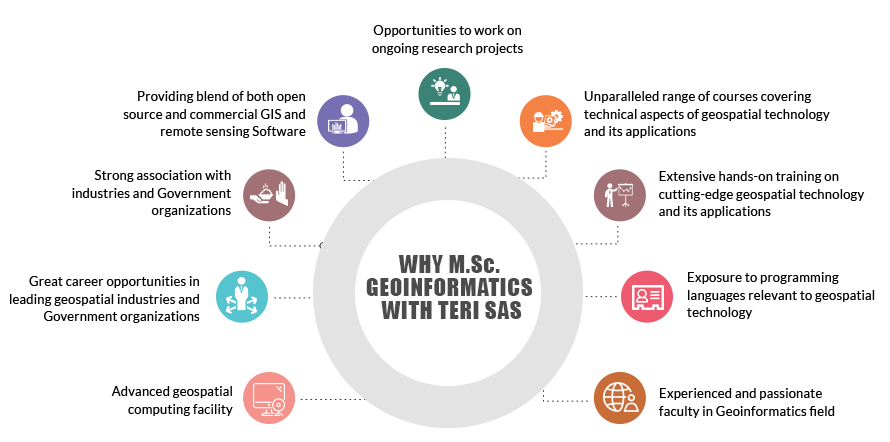 Opportunities to work on
ongoing research projects
Providing blend of both open
source and commercial GIS and
remote sensing Software
Unparalleled range of courses covering
technical aspects of geospatial technology
and its applications
Strong association with
industries and Government
organizations
Extensive hands-on training on
cutting-edge geospatial technology
and its applications
WHY M.Sc.
GEOINFORMATICS
WITH TERI SAS
Great career opportunities in
leading geospatial industries and
Government organizations
Exposure to programming
languages relevant to geospatial
technology
Advanced geospatial
computing facility
Experienced and passionate
faculty in Geoinformatics field